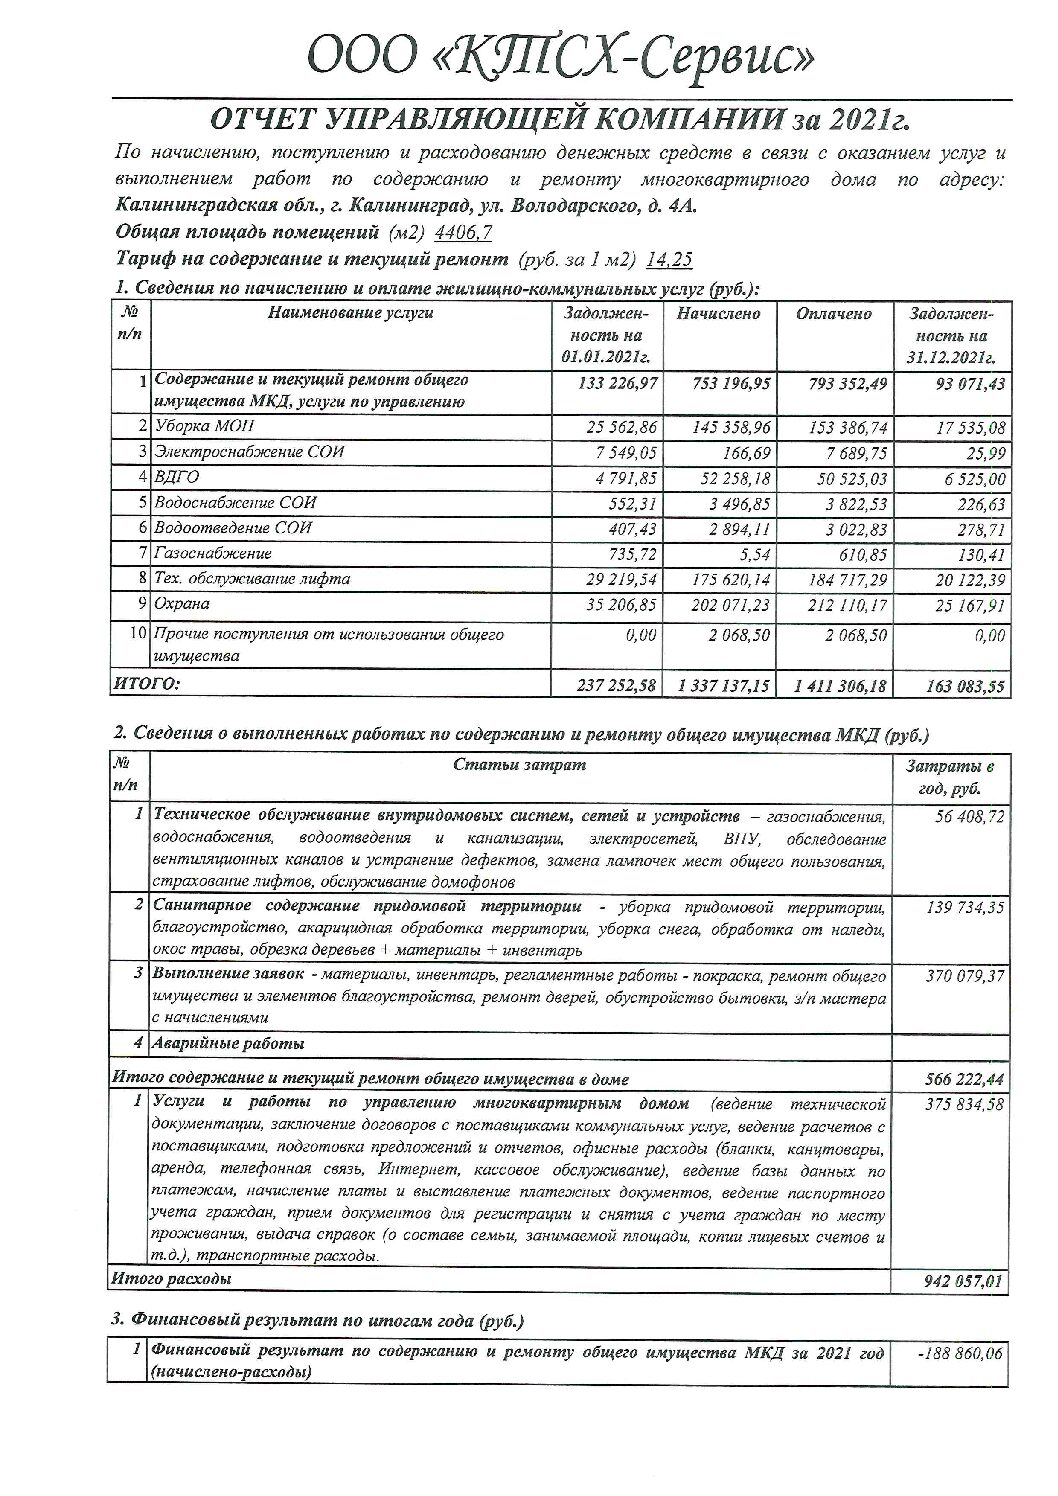 ООО «КТСХ-Сервис»
ОТЧЕТ УПРАВЛЯЮЩЕЙ КОМПАНИИ за 2021г.
По начислению, поступлению и расходованию денежных средств в связи с оказанием услуг и
выполнением работ по содержанию и ремонту многоквартирного дома по адресу:
Калининградская обл., г. Калининград, ул. Володарского, д. 4А.
Общая площадь помещений (м2) 4406,7
Тариф на содержание и текущий ремонт (руб. за 1 м2) 14,25
1. Сведения по начислению и оплате жилищно-коммунальных услуг (руб.):
№ п/п Наименование услуги Задолжен-ность на 01.01.2021г. Начислено Оплачено Задолжен-ность на 31.12.2021г.
1 Содержание и текущий ремонт общего 133 226,97 753 196,95 793 352,49 93 071,43
имущества МКД, услуги по управлению
2 Уборка МОП 25 562,86 145 358,96 153 386,74 17 535,08
3 Электроснабжение СОИ 7 549,05 166,69 7 689,75 25,99
4 ВДГО 4 791,85 52 258,18 50 525,03 6 525,00
5 Водоснабжение СОИ 552,31 3 496,85 3 822,53 226,63
6 Водоотведение СОИ 407,43 2 894,11 3 022,83 278,71
7 Газоснабжение 735,72 5,54 610,85 130,41
8 Тех. обслуживание лифта 29 219,54 175 620,14 184 717,29 20 122,39
9 Охрана 35 206,85 202 071,23 212 110,17 25 167,91
10 Прочие поступления от использования общего 0,00 2 068,50 2 068,50 0,00
имущества
ИТОГО: 237 252,58 1 337 137,15 1 411 306,18 163 083,55
2. Сведения о выполненных работах по содержанию и ремонту общего имущества МКД (руб.)
№ Статьи затрат Затраты в
п/п год, руб.
1 Техническое обслуживание внутридомовых систем, сетей и устройств – газоснабжения, 56 408,72
водоснабжения, водоотведения и канализации, электросетей, ВПУ, обследование
вентиляционных каналов и устранение дефектов, замена лампочек мест общего пользования,
страхование лифтов, обслуживание домофонов
2 Санитарное содержание придомовой территории - уборка придомовой территории, 139 734,35
благоустройство, акарицидная обработка территории, уборка снега, обработка от наледи,
окос травы, обрезка деревьев + материалы + инвентарь
3 Выполнение заявок - материалы, инвентарь, регламентные работы - покраска, ремонт общего 370 079,37
имущества и элементов благоустройства, ремонт дверей, обустройство бытовки, з/п мастера
с начислениями
4 Аварийные работы
Итого содержание и текущий ремонт общего имущества в доме 566 222,44
1 Услуги и работы по управлению многоквартирным домом (ведение технической 375 834,58
документации, заключение договоров с поставщиками коммунальных услуг, ведение расчетов с
поставщиками, подготовка предложений и отчетов, офисные расходы (бланки, канцтовары,
аренда, телефонная связь, Интернет, кассовое обслуживание), ведение базы данных по
платежам, начисление платы и выставление платежных документов, ведение паспортного
учета граждан, прием документов для регистрации и снятия с учета граждан по месту
проживания, выдача справок (о составе семьи, занимаемой площади, копии лицевых счетов и
т.д.), транспортные расходы.
Итого расходы 942 057,01
3. Финансовый результат по итогам года (руб.)
1 Финансовый результат по содержанию и ремонту общего имущества МКД за 2021 год -188 860,06
(начислено-расходы)